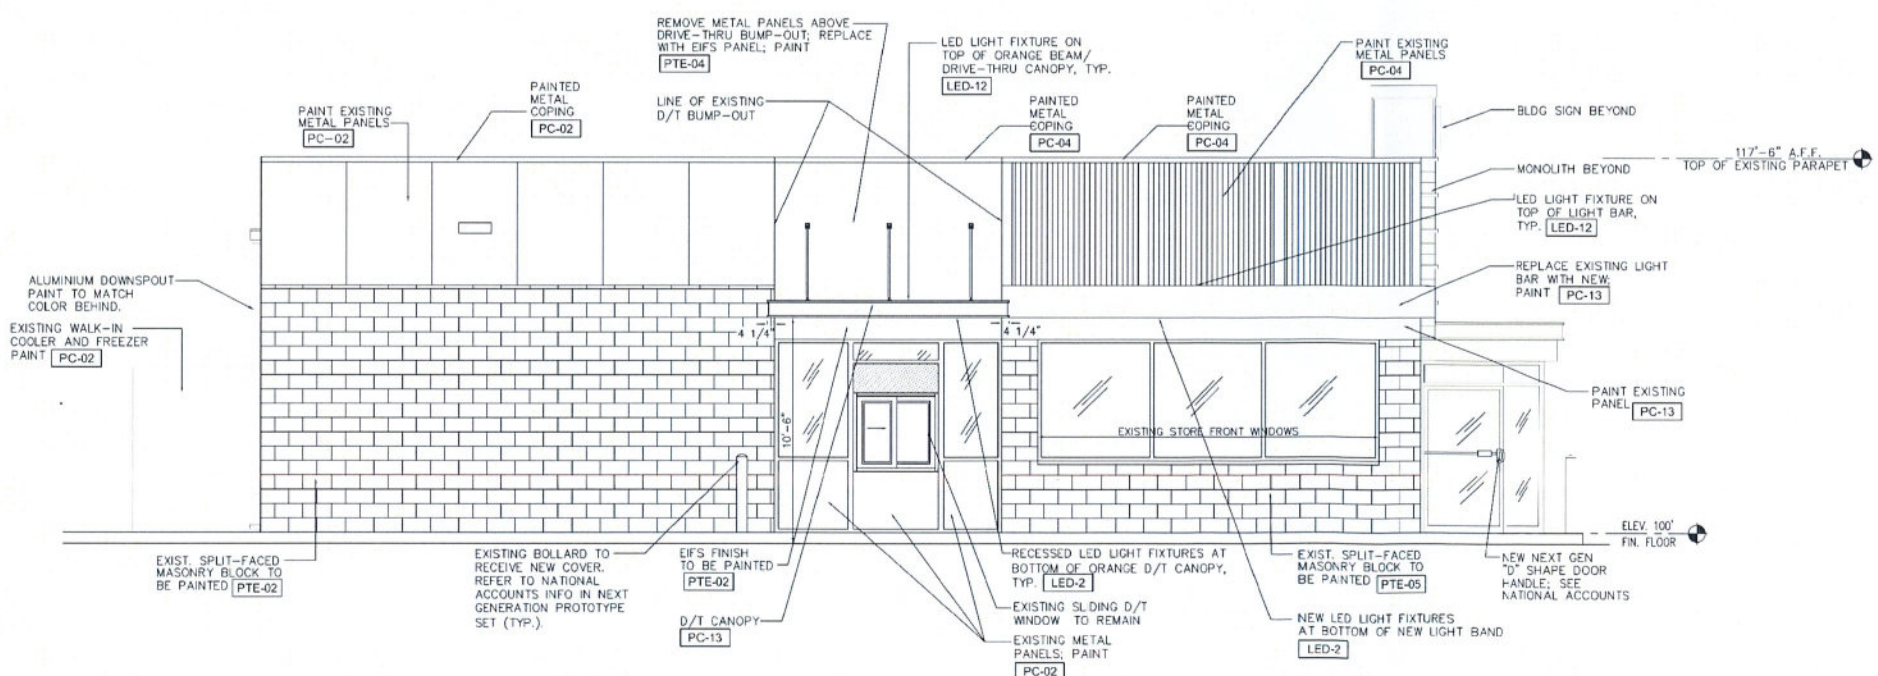 REMOVE METAL PANELS ABOVE
DRIVE-THRU BUMP-OUT; REPLACE
WITH EIFS PANEL; PAINT
PTE-04
LED LIGHT FIXTURE ON
TOP OF ORANGE BEAM/
DRIVE-THRU CANOPY, TYP.
LED-12
PAINT EXISTING
METAL PANELS
PC-04
PAINTED
METAL
COPING
PC-02
PAINT EXISTING
METAL PANELS
PC-02
LINE OF EXISTING
D/T BUMP-OUT
PAINTED
METAL
COPING
PC-04
PAINTED
METAL
COPING
PC-04
BLDG SIGN BEYOND
117'-6" A.F.F.
TOP OF EXISTING PARAPET
MONOLITH BEYOND
LED LIGHT FIXTURE ON
TOP OF LIGHT BAR,
TYP. LED-12
REPLACE EXISTING LIGHT
BAR WITH NEW;
PAINT PC-13
ALUMINIUM DOWNSPOUT
PAINT TO MATCH
COLOR BEHIND.
EXISTING WALK-IN
COOLER AND FREEZER
PAINT PC-02
4 1/4"
4 1/4"
10'-6"
PAINT EXISTING
PANEL PC-13
EXISTING STORE FRONT WINDOWS
ELEV. 100'
FIN. FLOOR
EXIST. SPLIT-FACED
MASONRY BLOCK TO
BE PAINTED PTE-02
EXISTING BOLLARD TO
RECEIVE NEW COVER.
REFER TO NATIONAL
ACCOUNTS INFO IN NEXT
GENERATION PROTOTYPE
SET (TYP.).
EIFS FINISH
TO BE PAINTED
PTE-02
D/T CANOPY
PC-13
RECESSED LED LIGHT FIXTURES AT
BOTTOM OF ORANGE D/T CANOPY,
TYP. LED-2
EXISTING SLIDING D/T
WINDOW TO REMAIN
EXISTING METAL
PANELS; PAINT
PC-02
EXIST. SPLIT-FACED
MASONRY BLOCK TO
BE PAINTED PTE-05
NEW LED LIGHT FIXTURES
AT BOTTOM OF NEW LIGHT BAND
LED-2
NEW NEXT GEN
"D" SHAPE DOOR
HANDLE; SEE
NATIONAL ACCOUNTS